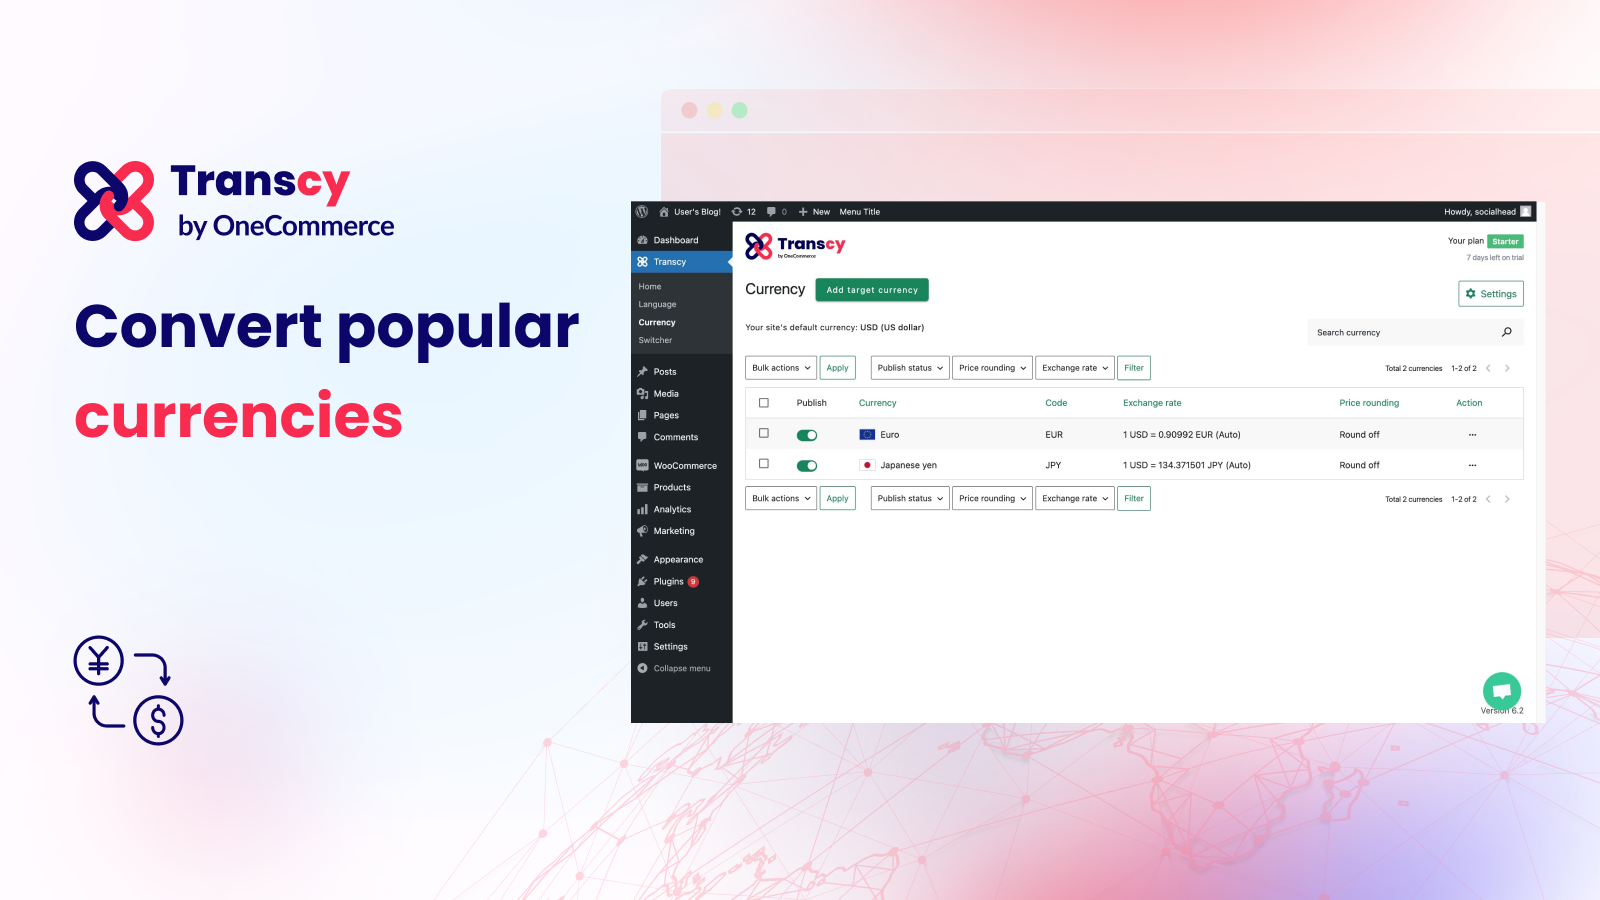 Transcy
by OneCommerce
Convert popular
currencies
User's Blog! 12 0 New Menu Title
Howdy, socialhead
Dashboard
Transcy
Home
Language
Currency
Switcher
Posts
Media
Pages
Comments
WooCommerce
Products
Analytics
Marketing
Appearance
Plugins 9
Users
Tools
Settings
Collapse menu
Transcy
by OneCommerce
Your plan Starter
7 days left on trial
Currency Add target currency
Settings
Your site's default currency: USD (US dollar)
Search currency
Bulk actions Apply Publish status Price rounding Exchange rate Filter Total 2 currencies 1-2 of 2
Publish Currency Code Exchange rate Price rounding Action
Euro EUR 1 USD = 0.90992 EUR (Auto) Round off ...
Japanese yen JPY 1 USD = 134.371501 JPY (Auto) Round off ...
Bulk actions Apply Publish status Price rounding Exchange rate Filter Total 2 currencies 1-2 of 2
Version 6.2
¥
$